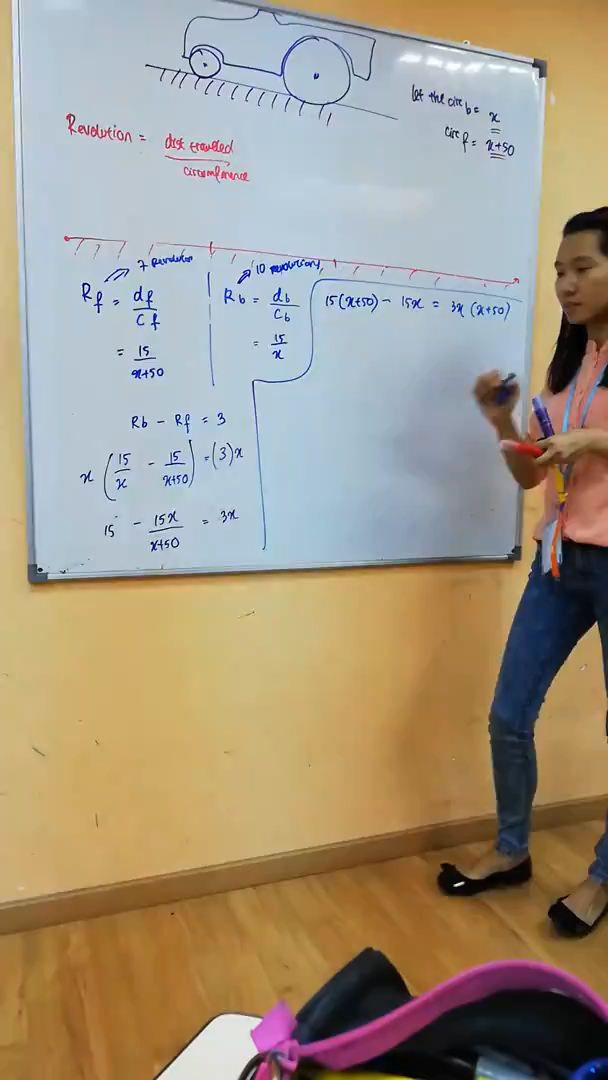 let the circ b = x
circ f = x+50
Revolution = dist traveled
circumference
7 revolution
10 revolutions
Rf = df
Cf
= 15
x+50
Rb = db
Cb
= 15
x
15(x+50) - 15x = 3x (x+50)
Rb - Rf = 3
x ( 15/x - 15/x+50 ) = (3) x
15 - 15x = 3x
x+50